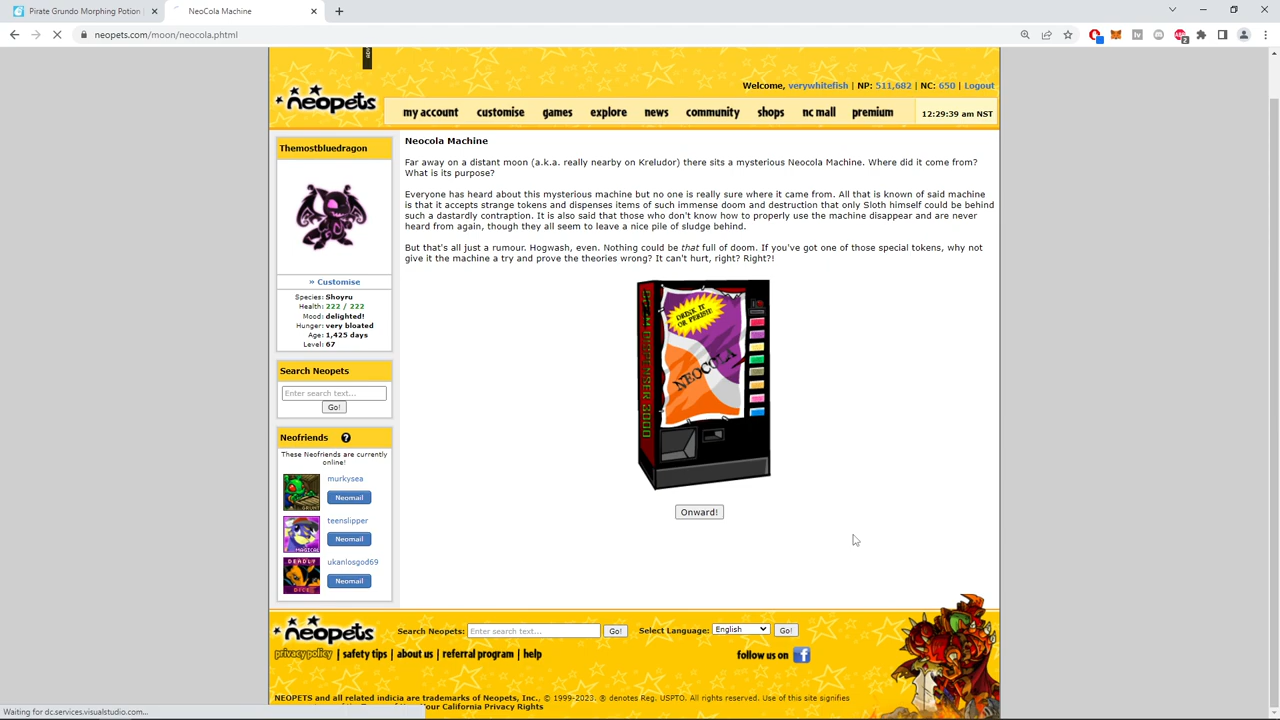 Pirate Grundo Morphing Potion
NeoCola Machine
neopets.com/moon/neocola.phtml
Welcome, verywhitefish | NP: 511,682 | NC: 650 | Logout
neopets
my account customise games explore news community shops nc mall premium
12:29:39 am NST
Themostbluedragon
» Customise
Species: Shoyru
Health: 222 / 222
Mood: delighted!
Hunger: very bloated
Age: 1,425 days
Level: 67
Search Neopets
Enter search text...
Go!
Neofriends ?
These Neofriends are currently
online!
murkysea
Neomail
teenslipper
MAGICAL
Neomail
DEADLY
DICE
ukanlosgod69
Neomail
Neocola Machine
Far away on a distant moon (a.k.a. really nearby on Kreludor) there sits a mysterious Neocola Machine. Where did it come from?
What is its purpose?
Everyone has heard about this mysterious machine but no one is really sure where it came from. All that is known of said machine
is that it accepts strange tokens and dispenses items of such immense doom and destruction that only Sloth himself could be behind
such a dastardly contraption. It is also said that those who don't know how to properly use the machine disappear and are never
heard from again, though they all seem to leave a nice pile of sludge behind.
But that's all just a rumour. Hogwash, even. Nothing could be that full of doom. If you've got one of those special tokens, why not
give it the machine a try and prove the theories wrong? It can't hurt, right? Right?!
DRINK IT
OR PERISH!
NEOCOLA
Onward!
neopets
Search Neopets: Enter search text... Go! Select Language: English Go!
privacy policy | safety tips | about us | referral program | help
follow us on f
NEOPETS and all related indicia are trademarks of Neopets, Inc., © 1999-2023. ® denotes Reg. USPTO. All rights reserved. Use of this site signifies
Your California Privacy Rights
Waiting for dc.services.visualstudio.com...